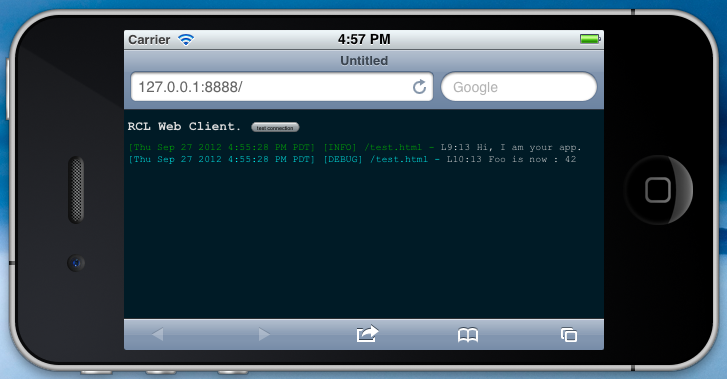 Carrier 4:57 PM
Untitled
127.0.0.1:8888/ Google
RCL Web Client. test connection
[Thu Sep 27 2012 4:55:28 PM PDT] [INFO] /test.html - L9:13 Hi, I am your app.
[Thu Sep 27 2012 4:55:28 PM PDT] [DEBUG] /test.html - L10:13 Foo is now : 42